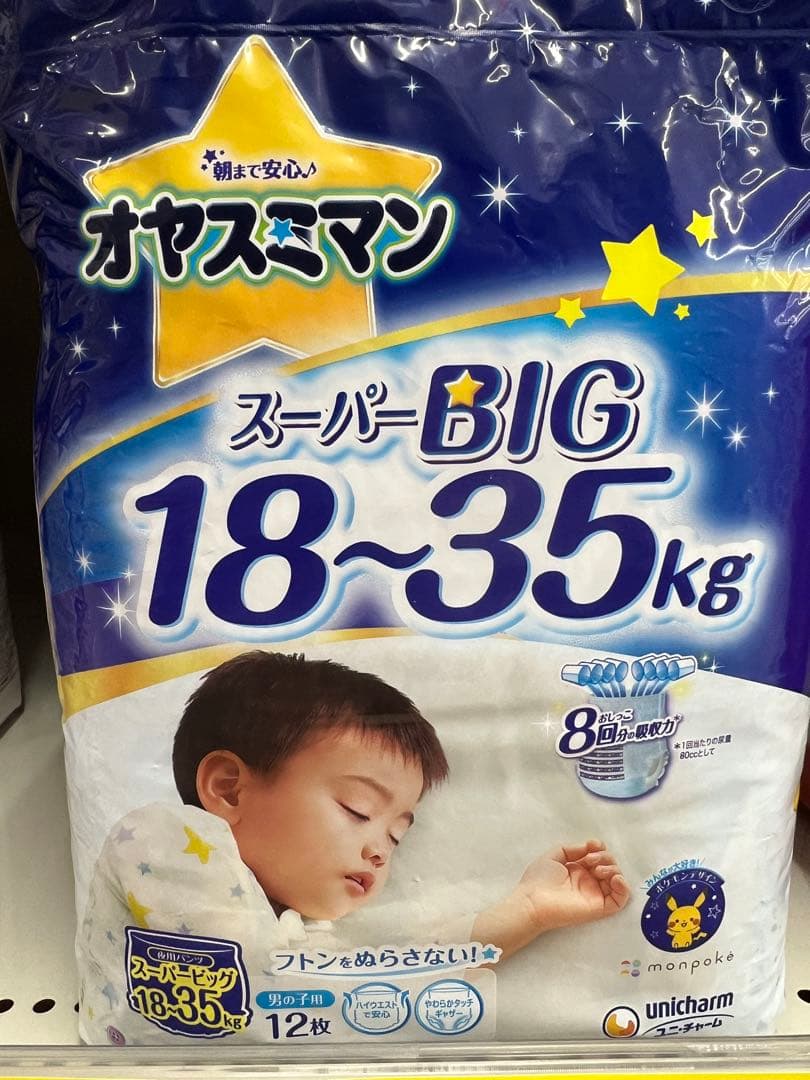 朝まで安心♪
オヤスミマン
スーパーBIG
18~35kg
おしっこ
8回分の吸収力*
*1回当たりの尿量
80ccとして
みんな大好き!
ポケモンデザイン
monpoké
フトンをぬらさない!
夜用パンツ
スーパービッグ
18~35kg
男の子用
12枚
ハイウエスト
で安心
やわらかタッチ
ギャザー
unicharm
ユニ・チャーム